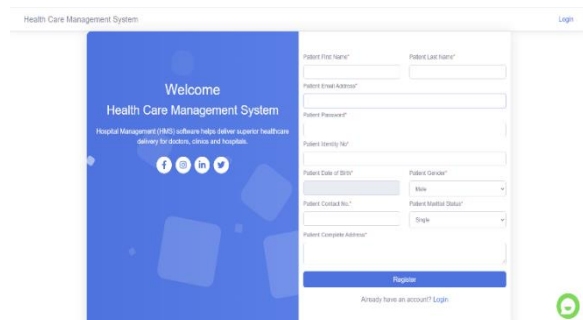 Health Care Management System
Login
Welcome
Health Care Management System
Hospital Management (HMS) software helps deliver superior healthcare
delivery for doctors, clinics and hospitals.
Patient First Name*
Patient Last Name*
Patient Email Address*
Patient Password*
Patient Identity No*
Patient Date of Birth*
Patient Gender*
Male
Patient Contact No.*
Patient Marital Status*
Single
Patient Complete Address*
Register
Already have an account? Login